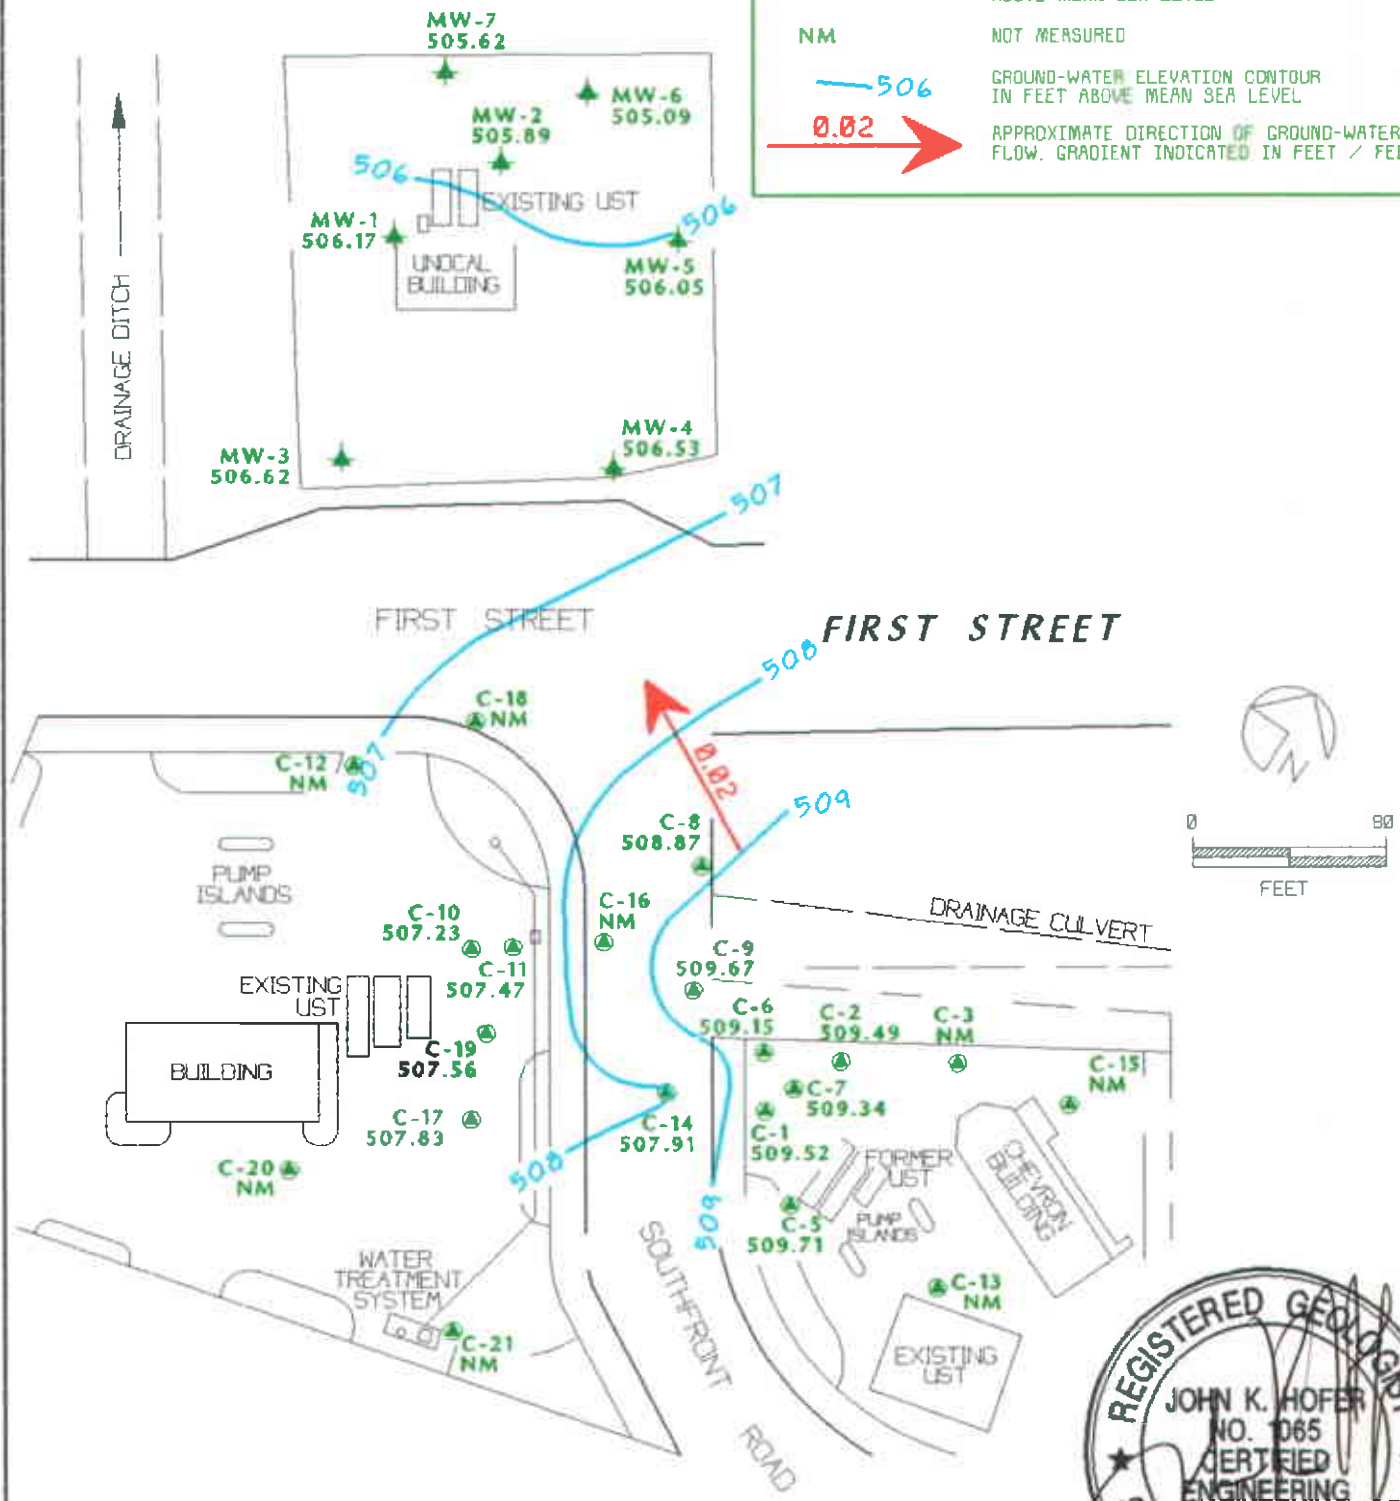 NM
NOT MEASURED
506
GROUND-WATER ELEVATION CONTOUR
IN FEET ABOVE MEAN SEA LEVEL
0.02
APPROXIMATE DIRECTION OF GROUND-WATER
FLOW. GRADIENT INDICATED IN FEET /
MW-7
505.62
MW-6
505.09
MW-2
505.89
506
EXISTING UST
506
MW-1
506.17
UNOCAL
BUILDING
MW-5
506.05
DRAINAGE DITCH
MW-4
506.53
MW-3
506.62
507
FIRST STREET
FIRST STREET
508
C-18
NM
C-12
NM
507
0.02
509
N
0 80
FEET
C-8
508.87
PUMP
ISLANDS
C-10
507.23
C-16
NM
DRAINAGE CULVERT
C-11
507.47
C-9
509.67
EXISTING
UST
C-6
509.15
C-2
509.49
C-3
NM
C-19
507.56
BUILDING
C-15
NM
C-7
509.34
C-17
507.83
C-14
507.91
C-1
509.52
C-20
NM
508
FORMER
UST
CHEVRON
BUILDING
509
C-5
509.71
PUMP
ISLANDS
WATER
TREATMENT
SYSTEM
C-13
NM
C-21
NM
SOUTHFRONT
ROAD
EXISTING
UST
REGISTERED GEOLOGIST
JOHN K. HOFER
NO. 1065
CERTIFIED
ENGINEERING